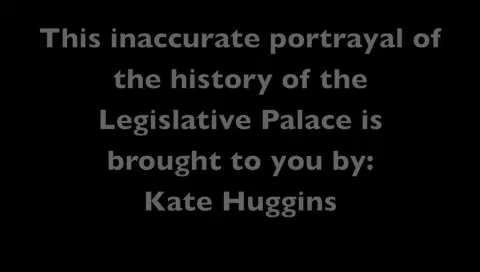 This inaccurate portrayal of
the history of the
Legislative Palace is
brought to you by:
Kate Huggins